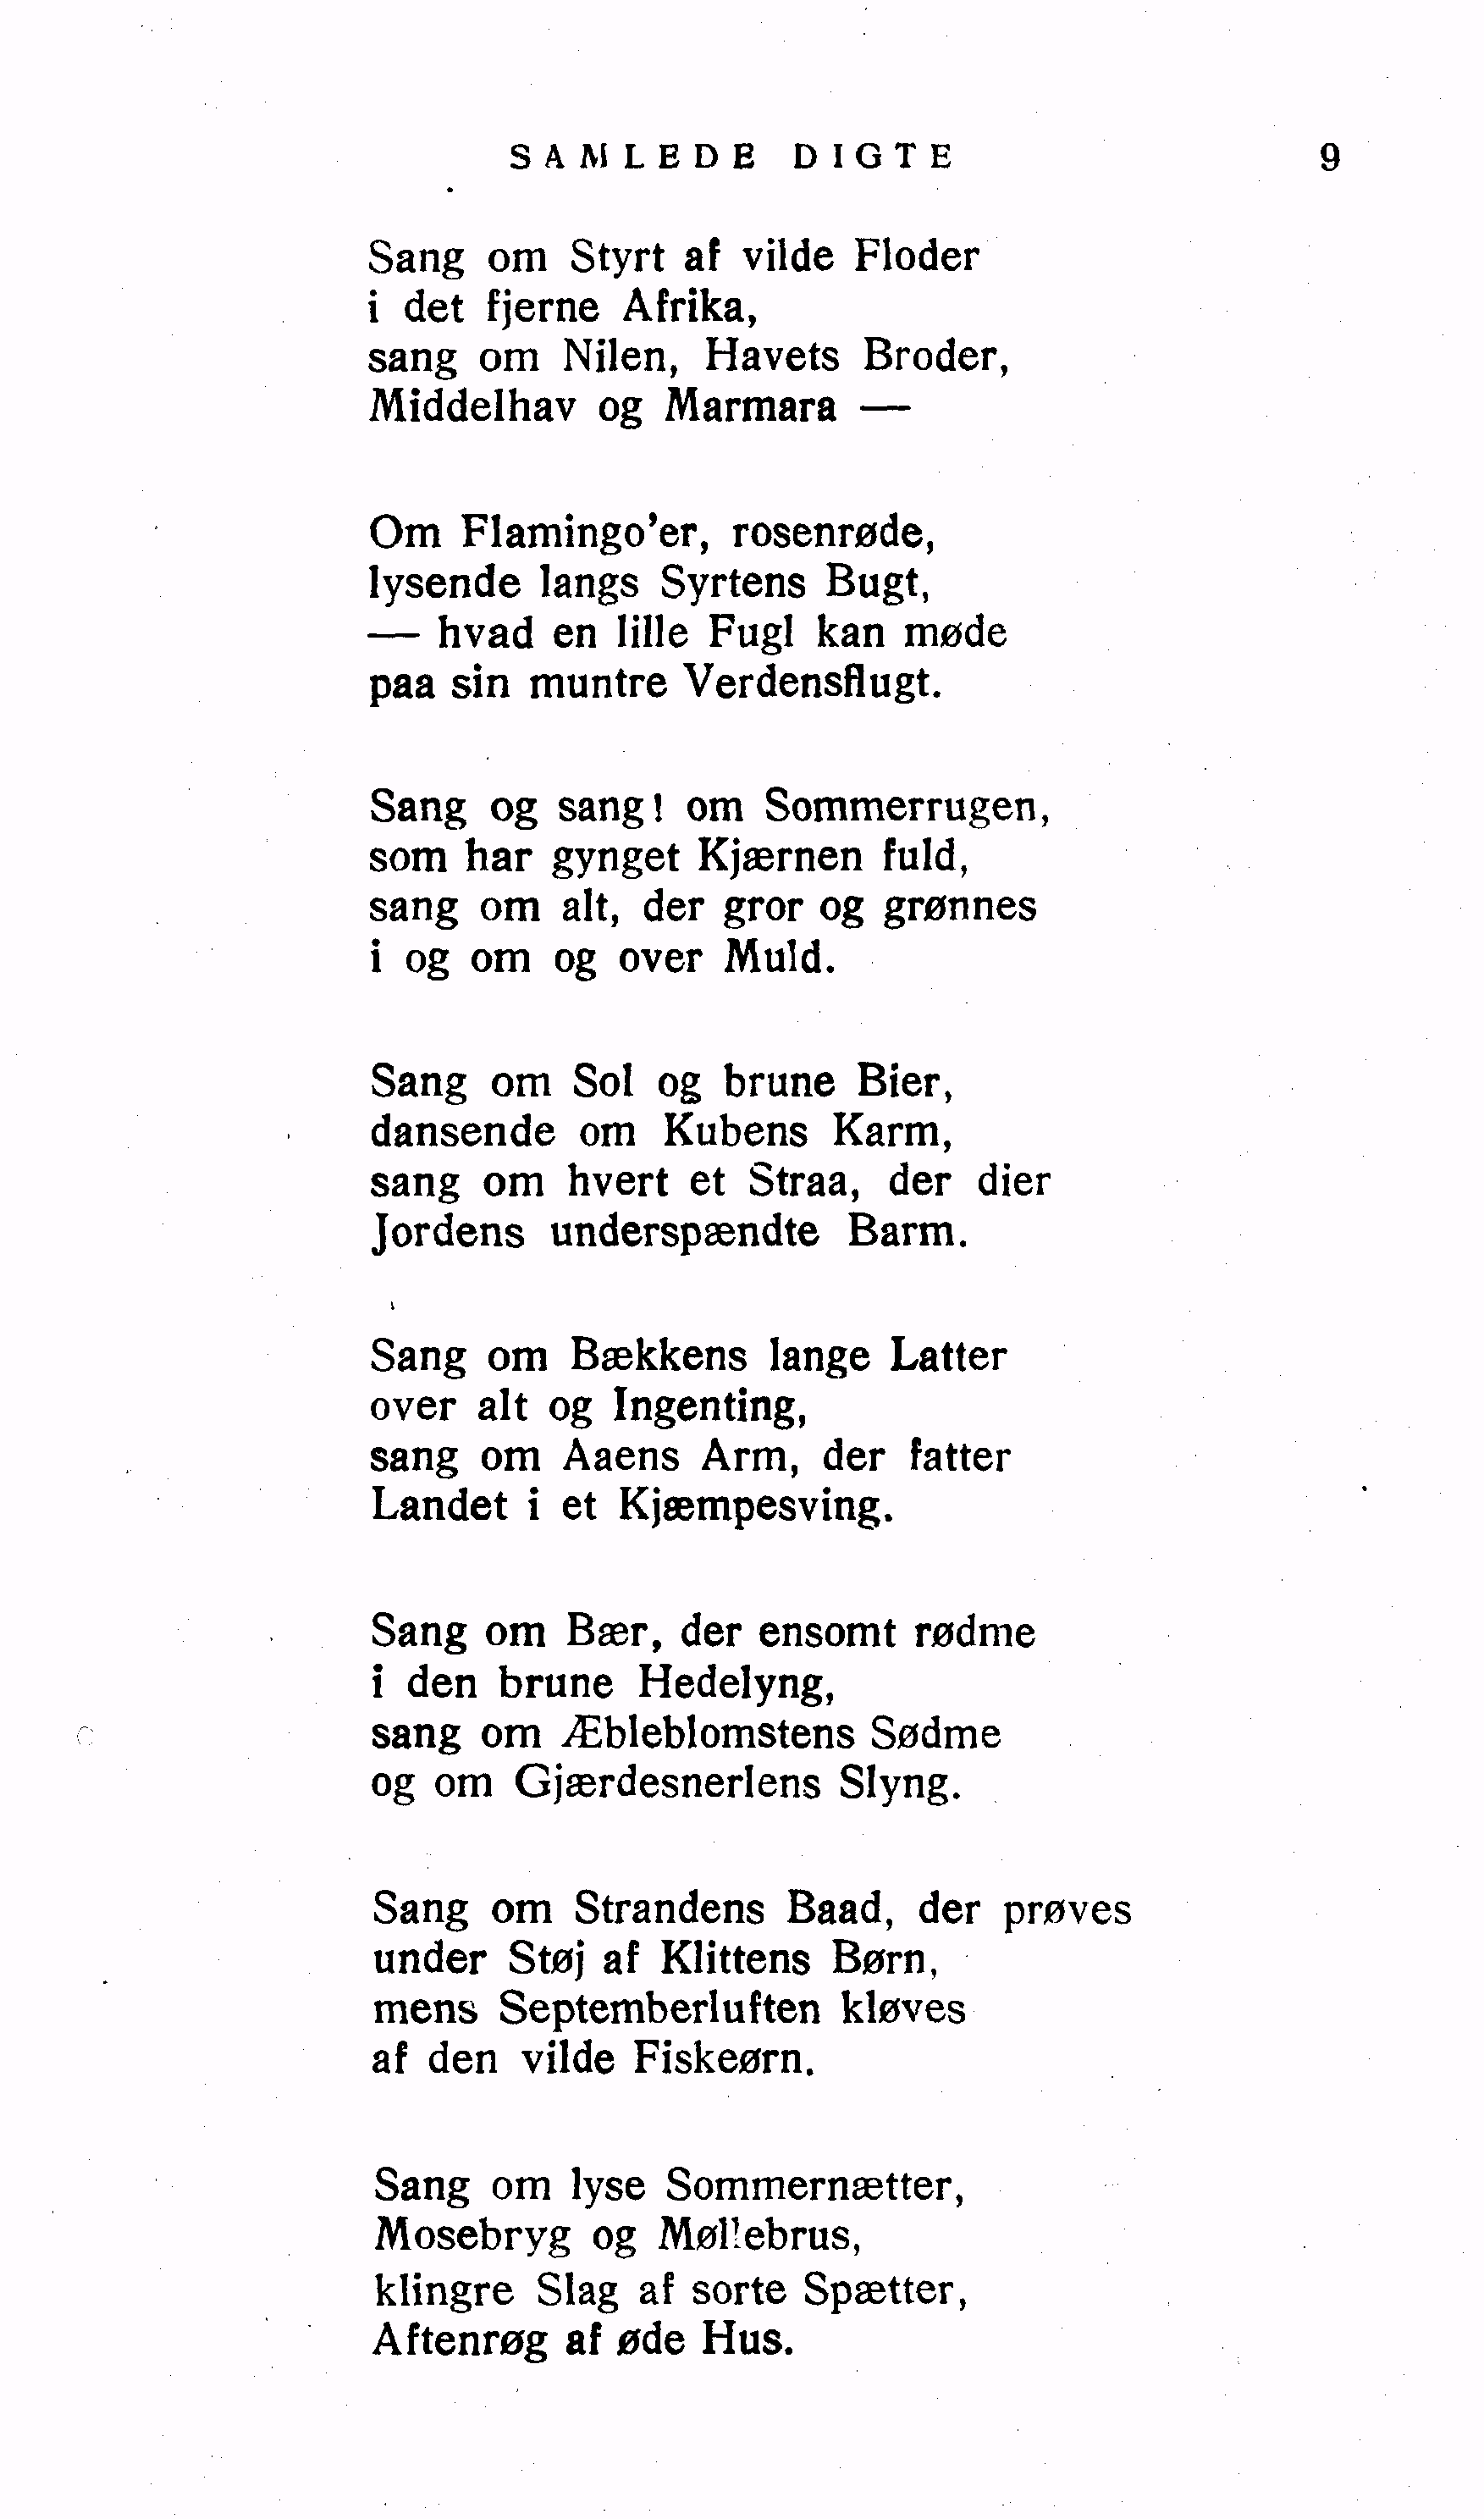 SAMLEDE DIGTE 9
Sang om Styrt af vilde Floder
i det fjerne Afrika,
sang om Nilen, Havets Broder,
Middelhav og Marmara —
Om Flamingo'er, rosenrøde,
lysende langs Syrtens Bugt,
— hvad en lille Fugl kan møde
paa sin muntre Verdensflugt.
Sang og sang! om Sommerrugen,
som har gynget Kjærnen fuld,
sang om alt, der gror og grønnes
i og om og over Muld.
Sang om Sol og brune Bier,
dansende om Kubens Karm,
sang om hvert et Straa, der dier
Jordens underspændte Barm.
Sang om Bækkens lange Latter
over alt og Ingenting,
sang om Aaens Arm, der fatter
Landet i et Kjæmpesving.
Sang om Bær, der ensomt rødme
i den brune Hedelyng,
sang om Æbleblomstens Sødme
og om Gjærdesnerlens Slyng.
Sang om Strandens Baad, der prøves
under Støj af Klittens Børn,
mens Septemberluften kløves
af den vilde Fiskeørn.
Sang om lyse Sommernætter,
Mosebryg og Møllebrus,
klingre Slag af sorte Spætter,
Aftenrøg af øde Hus.